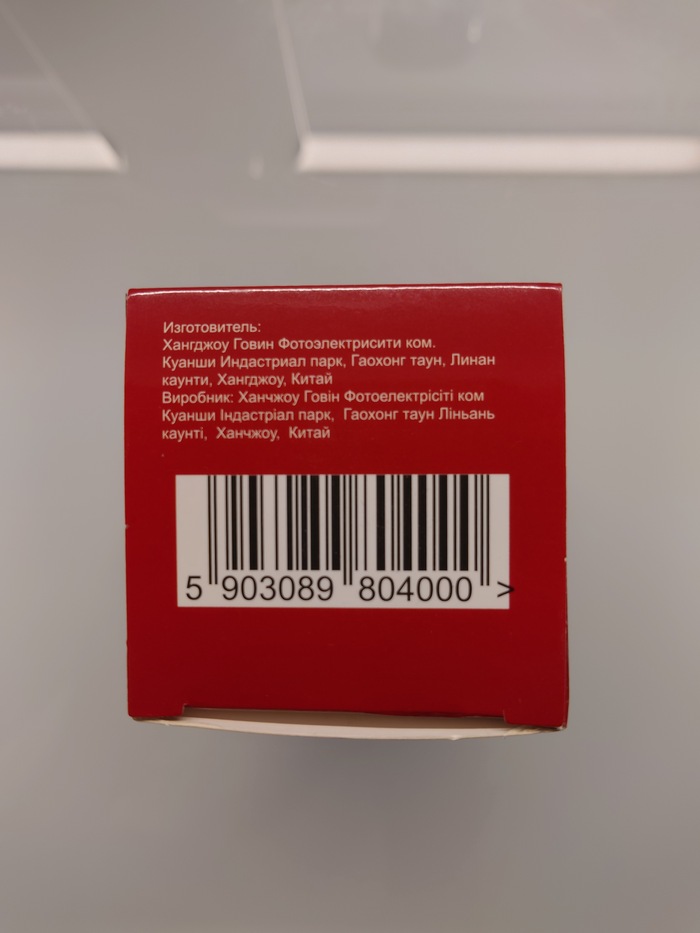 Изготовитель:
Хангджоу Говин Фотоэлектрисити ком.
Куанши Индастриал парк, Гаохонг таун, Линан
каунти, Хангджоу, Китай
Виробник: Ханчжоу Говін Фотоелектрісіті ком
Куанши Індастріал парк, Гаохонг таун Ліньань
каунті, Ханчжоу, Китай
5 903089 804000 >